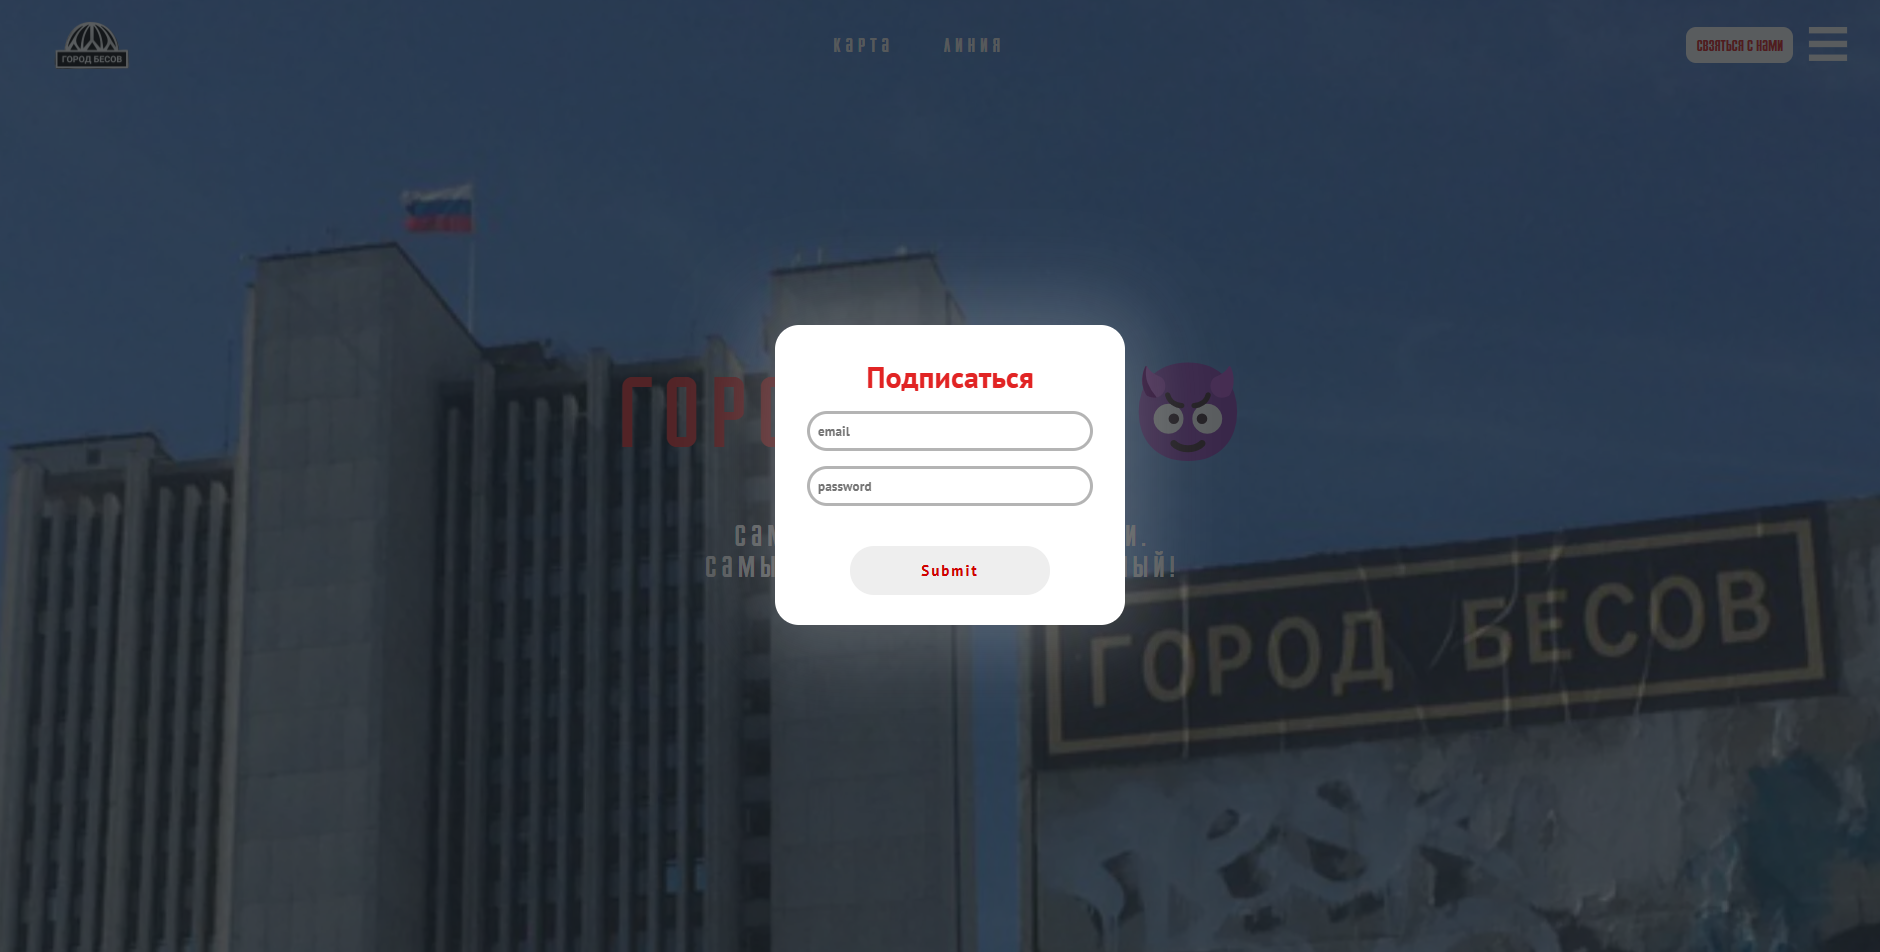 ГОРОД БЕСОВ
карта
линия
связаться с нами
Подписаться
email
password
Submit
ГОРОД БЕСОВ